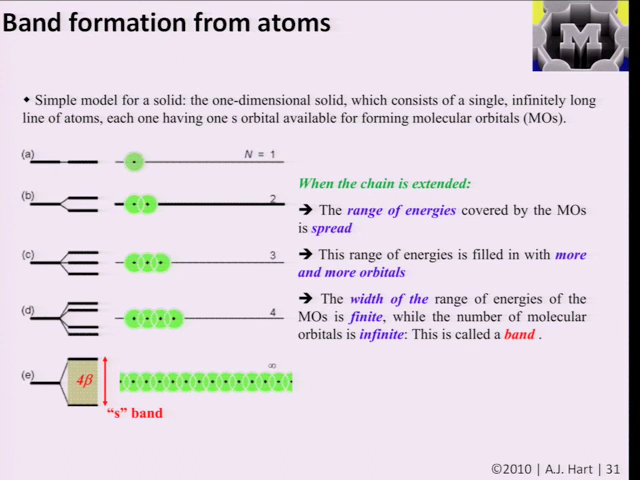 Band formation from atoms
M
◆ Simple model for a solid: the one-dimensional solid, which consists of a single, infinitely long
line of atoms, each one having one s orbital available for forming molecular orbitals (MOs).
(a) N = 1
When the chain is extended:
(b) 2
➔ The range of energies covered by the MOs
is spread
(c) 3
➔ This range of energies is filled in with more
and more orbitals
(d) 4
➔ The width of the range of energies of the
MOs is finite, while the number of molecular
orbitals is infinite: This is called a band .
(e) ∞
4β
“s” band
©2010 | A.J. Hart | 31